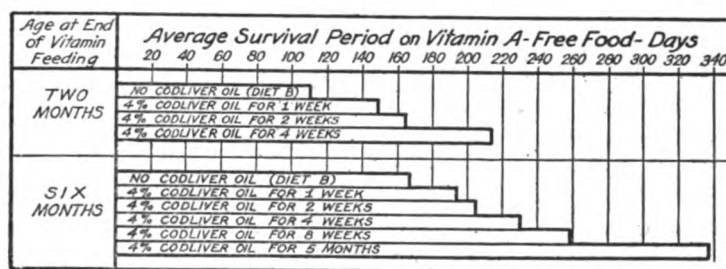 Age at End
of Vitamin
Feeding
Average Survival Period on Vitamin A-Free Food-Days
20 40 60 80 100 120 140 160 180 200 220 240 260 280 300 320 340
TWO
MONTHS
NO CODLIVER OIL (DIET B)
4% CODLIVER OIL FOR 1 WEEK
4% CODLIVER OIL FOR 2 WEEKS
4% CODLIVER OIL FOR 4 WEEKS
SIX
MONTHS
NO CODLIVER OIL (DIET B)
4% CODLIVER OIL FOR 1 WEEK
4% CODLIVER OIL FOR 2 WEEKS
4% CODLIVER OIL FOR 4 WEEKS
4% CODLIVER OIL FOR 8 WEEKS
4% CODLIVER OIL FOR 5 MONTHS